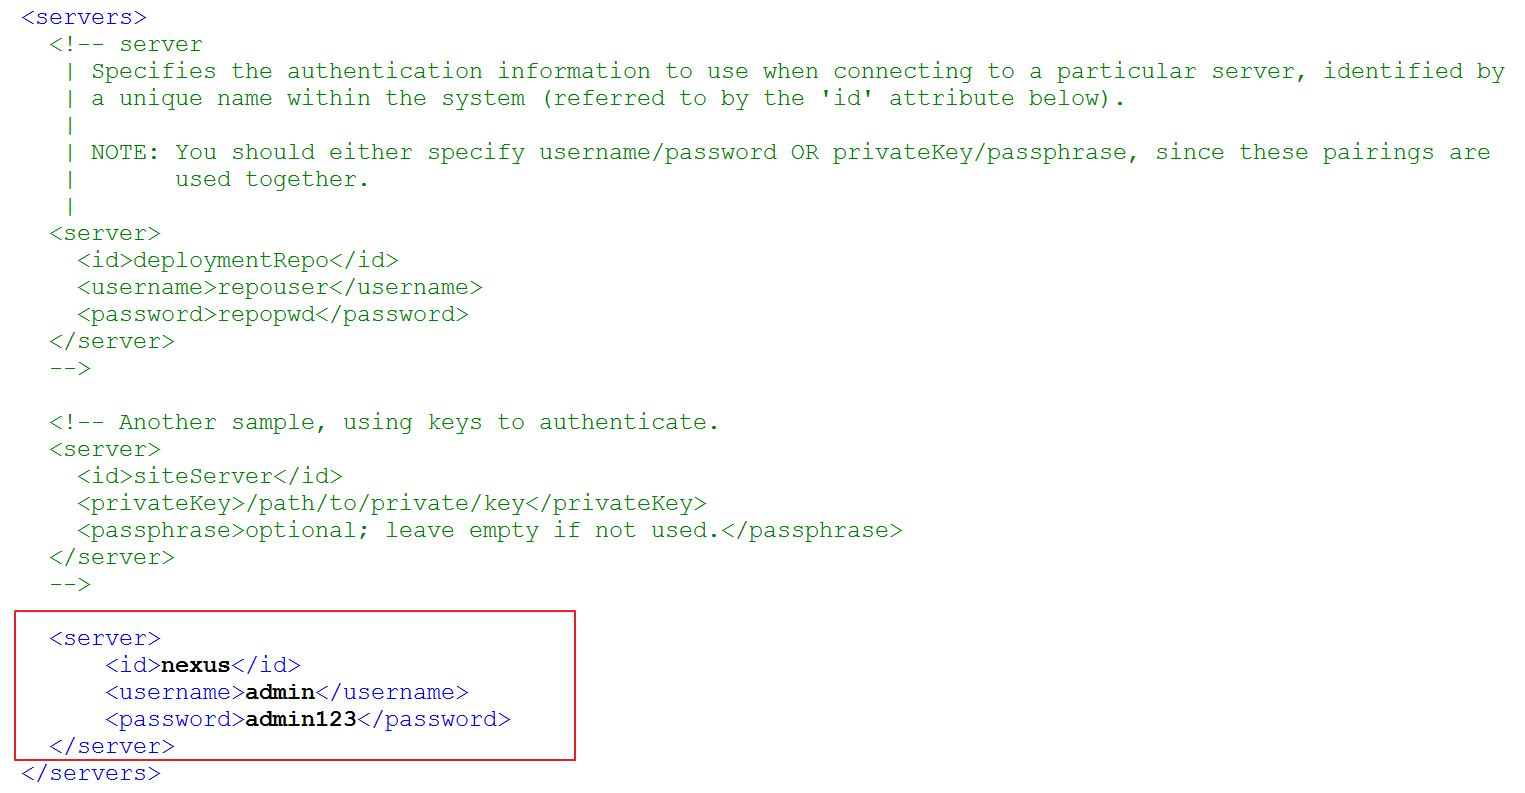 <servers>
<!-- server
| Specifies the authentication information to use when connecting to a particular server, identified by
| a unique name within the system (referred to by the 'id' attribute below).
|
| NOTE: You should either specify username/password OR privateKey/passphrase, since these pairings are
|       used together.
|
<server>
<id>deploymentRepo</id>
<username>repouser</username>
<password>repopwd</password>
</server>
-->
<!-- Another sample, using keys to authenticate.
<server>
<id>siteServer</id>
<privateKey>/path/to/private/key</privateKey>
<passphrase>optional; leave empty if not used.</passphrase>
</server>
-->
<server>
<id>nexus</id>
<username>admin</username>
<password>admin123</password>
</server>
</servers>